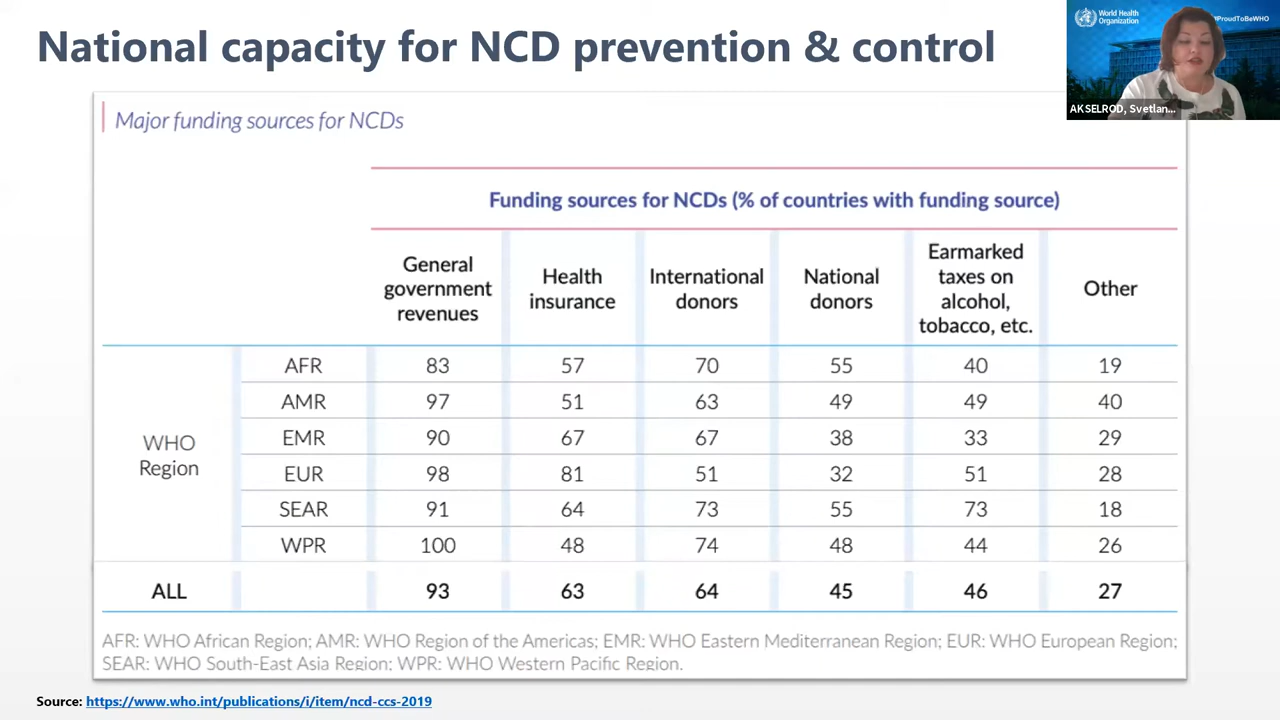 National capacity for NCD prevention & control
World Health
Organization
#ProudToBeWHO
AKSELROD, Svetlan...
Major funding sources for NCDs
Funding sources for NCDs (% of countries with funding source)
General government revenues Health insurance International donors National donors Earmarked taxes on alcohol, tobacco, etc. Other
WHO Region
AFR 83 57 70 55 40 19
AMR 97 51 63 49 49 40
EMR 90 67 67 38 33 29
EUR 98 81 51 32 51 28
SEAR 91 64 73 55 73 18
WPR 100 48 74 48 44 26
ALL 93 63 64 45 46 27
AFR: WHO African Region; AMR: WHO Region of the Americas; EMR: WHO Eastern Mediterranean Region; EUR: WHO European Region;
SEAR: WHO South-East Asia Region; WPR: WHO Western Pacific Region.
Source: https://www.who.int/publications/i/item/ncd-ccs-2019